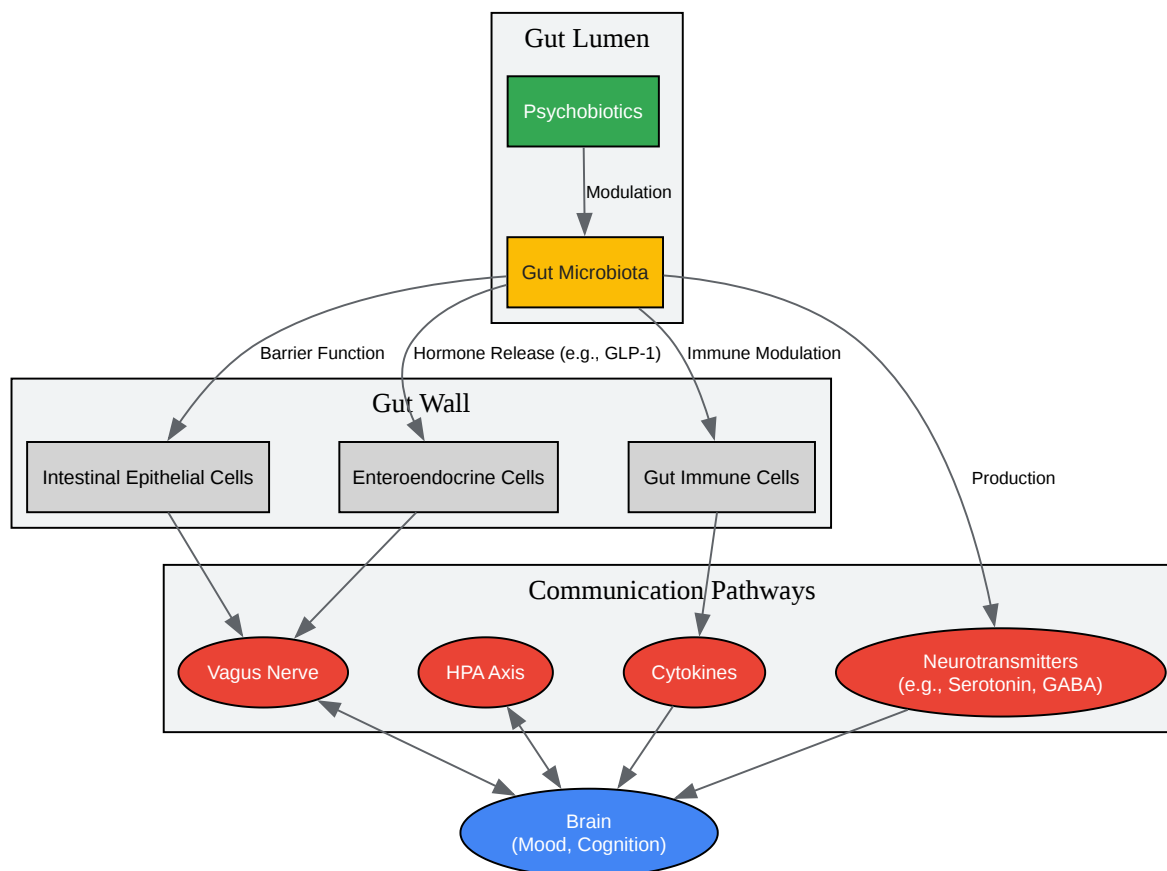 Gut Lumen
Psychobiotics
Modulation
Gut Microbiota
Barrier Function
Hormone Release (e.g., GLP-1)
Immune Modulation
Gut Wall
Intestinal Epithelial Cells
Enteroendocrine Cells
Gut Immune Cells
Production
Communication Pathways
Vagus Nerve
HPA Axis
Cytokines
Neurotransmitters
(e.g., Serotonin, GABA)
Brain
(Mood, Cognition)